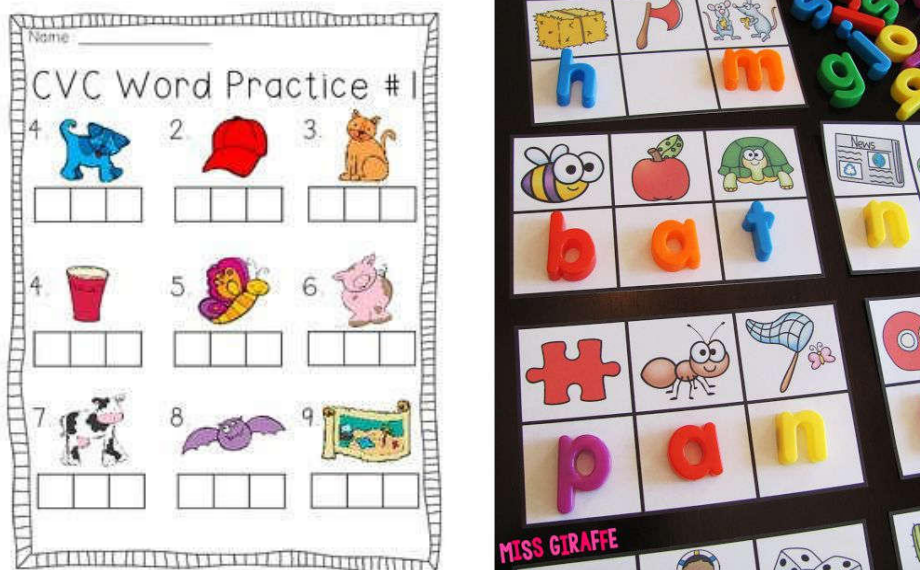 Name
CVC Word Practice #1
4. 2. 3.
4. 5. 6.
7. 8 9.
h m
g j
News
b a t n
p a n
MISS GIRAFFE